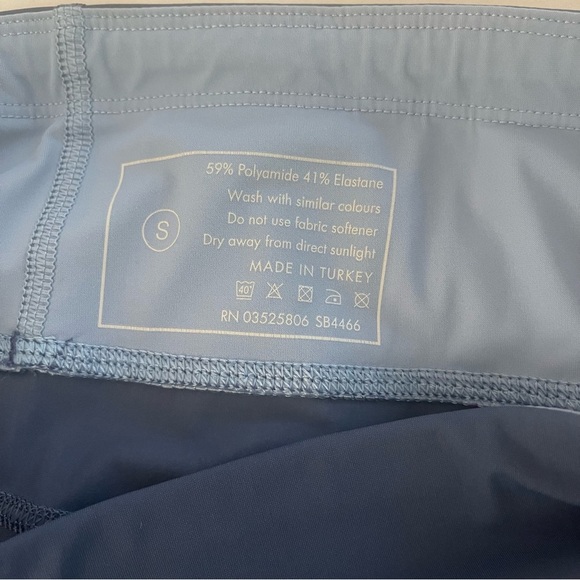 59% Polyamide 41% Elastane
Wash with similar colours
Do not use fabric softener
Dry away from direct sunlight
S
MADE IN TURKEY
40°
RN 03525806 SB4466